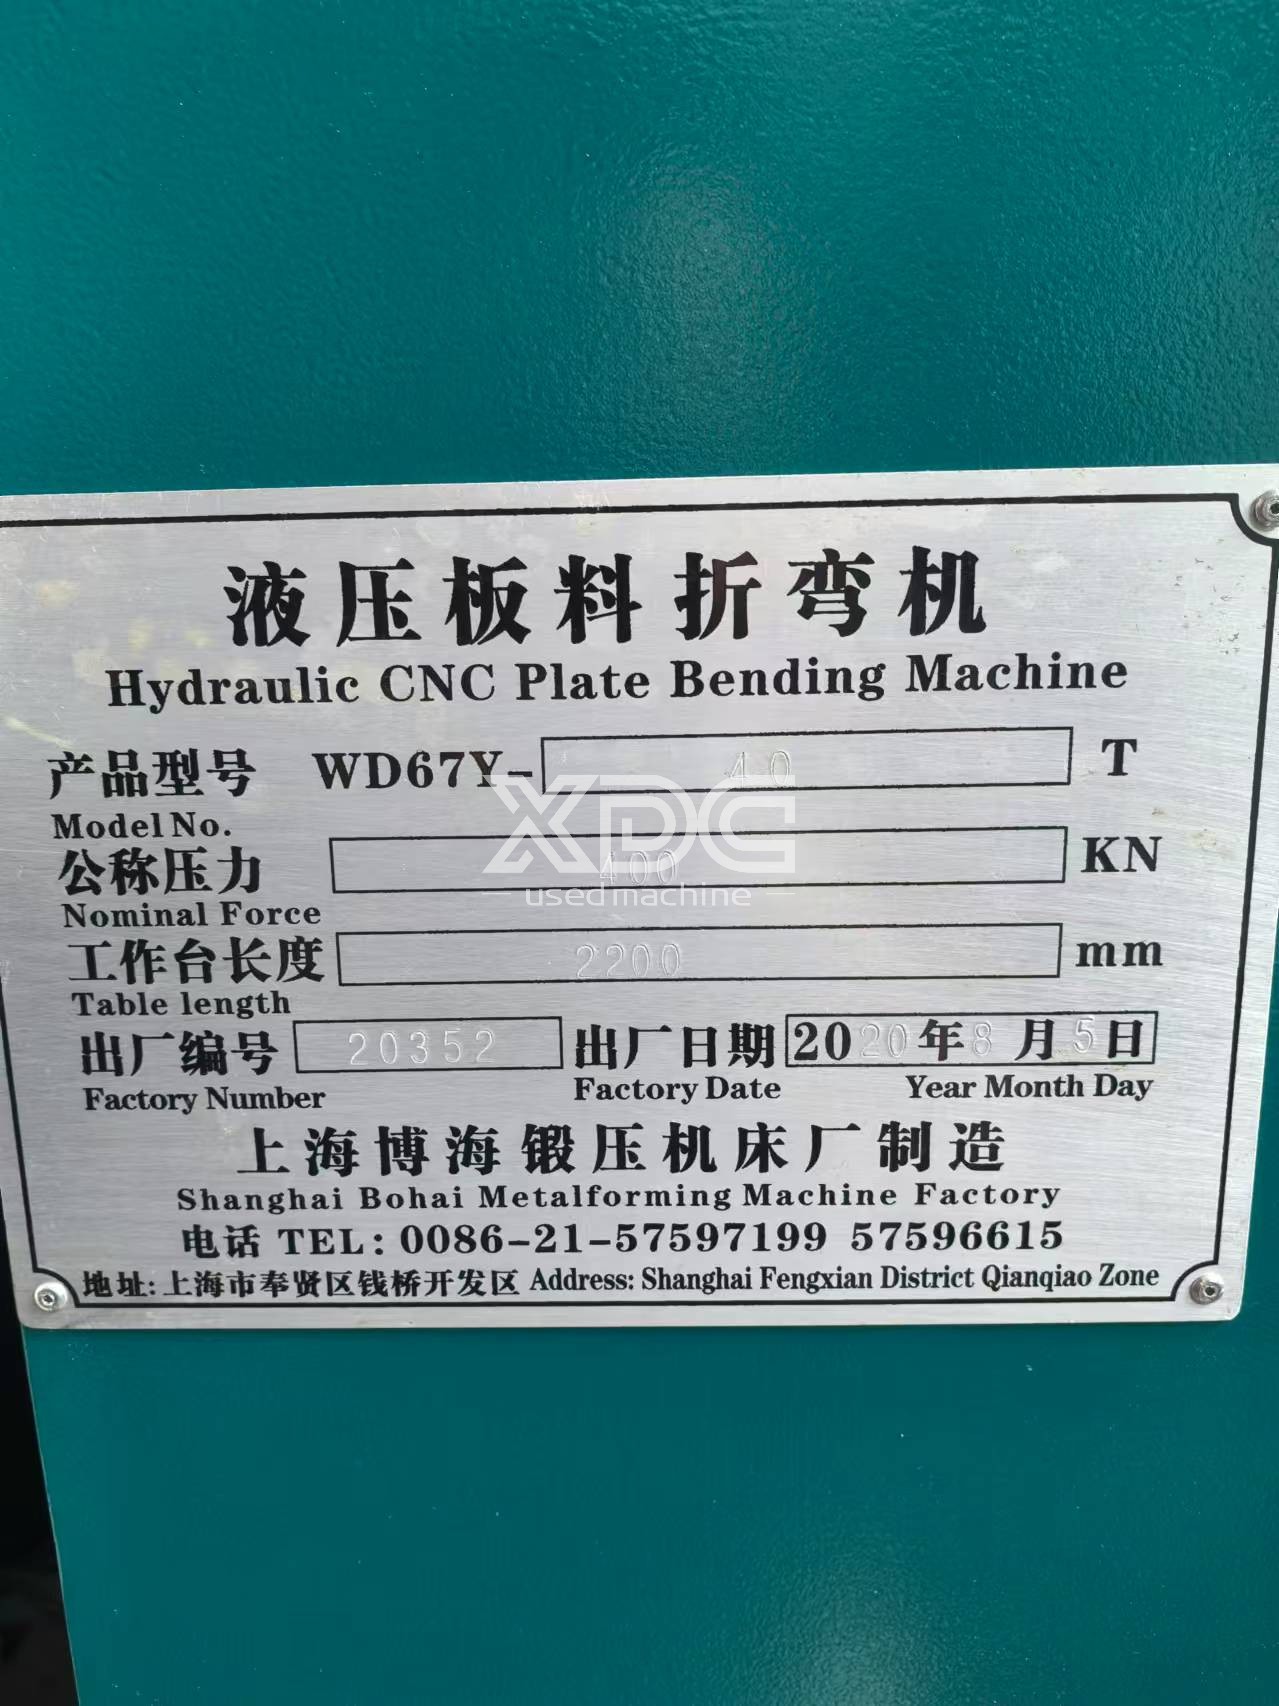 液压板料折弯机
Hydraulic CNC Plate Bending Machine
产品型号 WD67Y- 40 T
Model No.
公称压力 400 KN
Nominal Force
工作台长度 2200 mm
Table length
出厂编号 20352 出厂日期 2020年8月5日
Factory Number Factory Date Year Month Day
上海博海锻压机床厂制造
Shanghai Bohai Metalforming Machine Factory
电话 TEL: 0086-21-57597199 57596615
地址:上海市奉贤区钱桥开发区 Address: Shanghai Fengxian District Qianqiao Zone
XDC
used machine